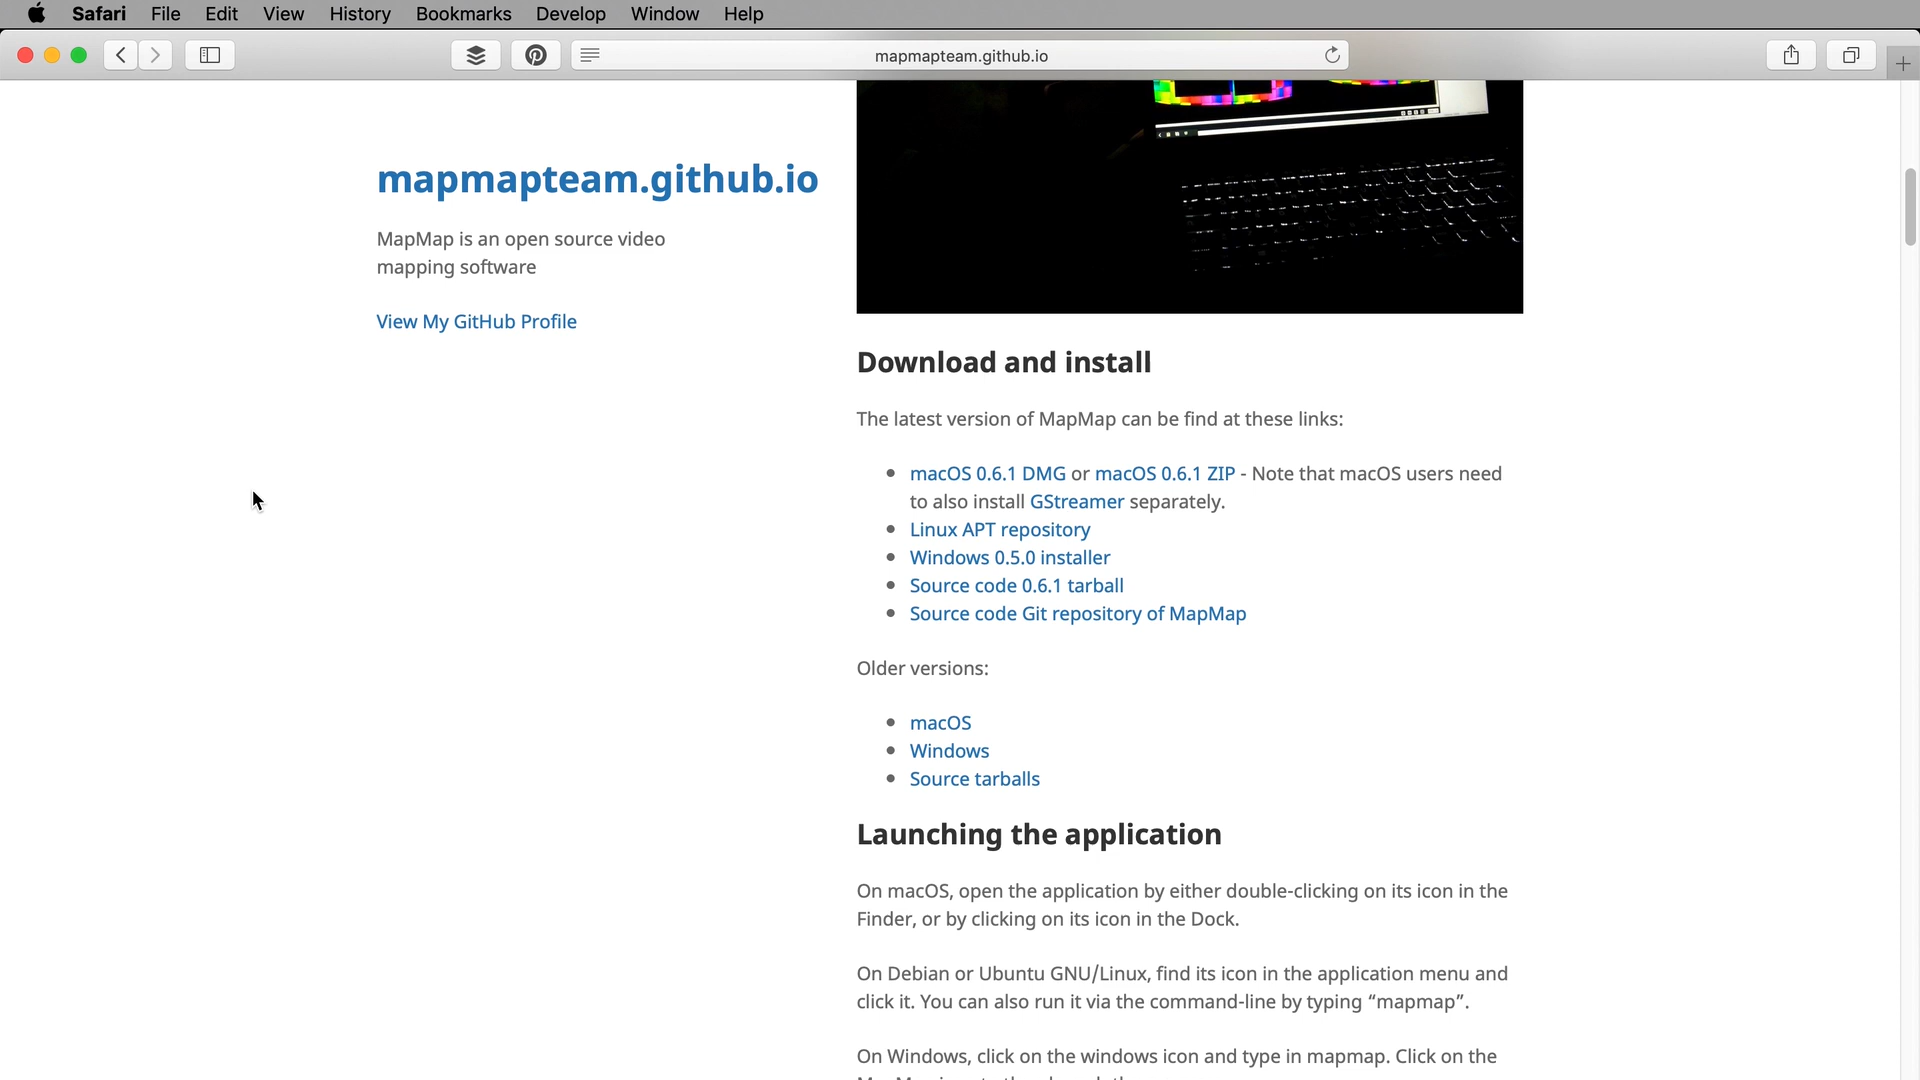 Safari File Edit View History Bookmarks Develop Window Help
mapmapteam.github.io
mapmapteam.github.io
MapMap is an open source video
mapping software
View My GitHub Profile
Download and install
The latest version of MapMap can be find at these links:
macOS 0.6.1 DMG or macOS 0.6.1 ZIP - Note that macOS users need
to also install GStreamer separately.
Linux APT repository
Windows 0.5.0 installer
Source code 0.6.1 tarball
Source code Git repository of MapMap
Older versions:
macOS
Windows
Source tarballs
Launching the application
On macOS, open the application by either double-clicking on its icon in the
Finder, or by clicking on its icon in the Dock.
On Debian or Ubuntu GNU/Linux, find its icon in the application menu and
click it. You can also run it via the command-line by typing “mapmap”.
On Windows, click on the windows icon and type in mapmap. Click on the